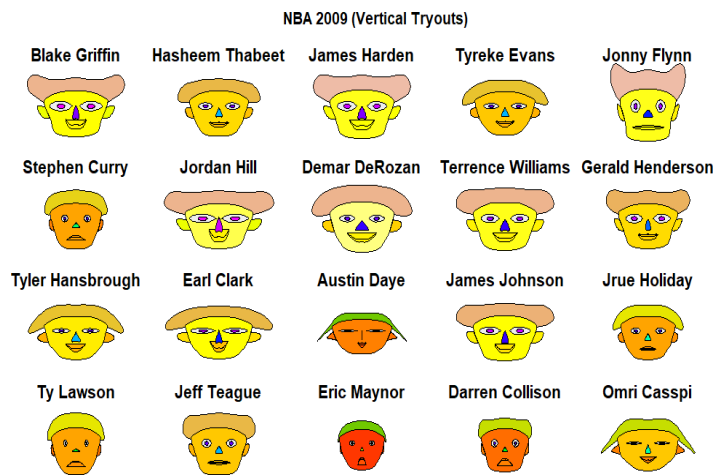 NBA 2009 (Vertical Tryouts)
Blake Griffin Hasheem Thabeet James Harden Tyreke Evans Jonny Flynn
Stephen Curry Jordan Hill Demar DeRozan Terrence Williams Gerald Henderson
Tyler Hansbrough Earl Clark Austin Daye James Johnson Jrue Holiday
Ty Lawson Jeff Teague Eric Maynor Darren Collison Omri Casspi